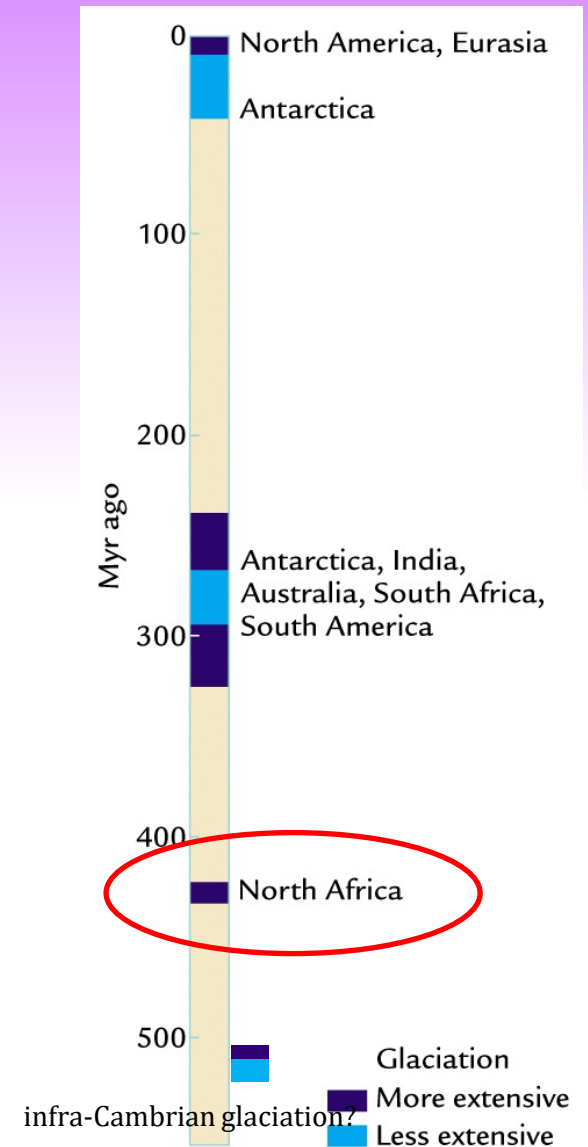 0
North America, Eurasia
Antarctica
100
200
Myr ago
Antarctica, India,
Australia, South Africa,
South America
300
400
North Africa
500
Glaciation
More extensive
Less extensive
infra-Cambrian glaciation?